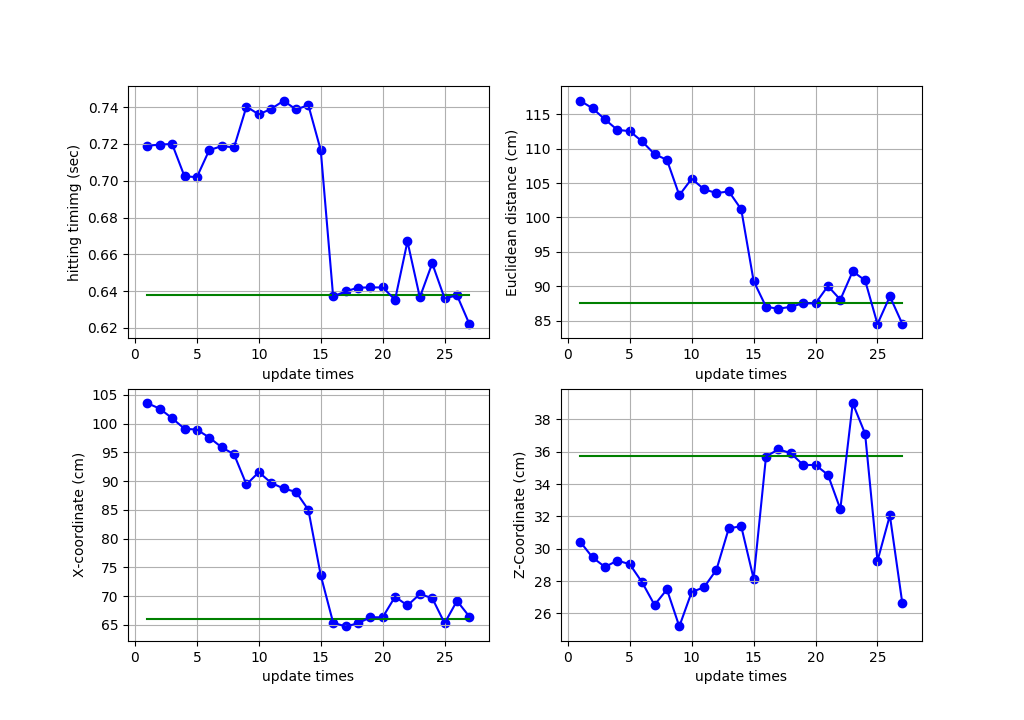 hitting timimg (sec)
0.74
0.72
0.70
0.68
0.66
0.64
0.62
0 5 10 15 20 25
update times
Euclidean distance (cm)
115
110
105
100
95
90
85
0 5 10 15 20 25
update times
X-coordinate (cm)
105
100
95
90
85
80
75
70
65
0 5 10 15 20 25
update times
Z-Coordinate (cm)
38
36
34
32
30
28
26
0 5 10 15 20 25
update times